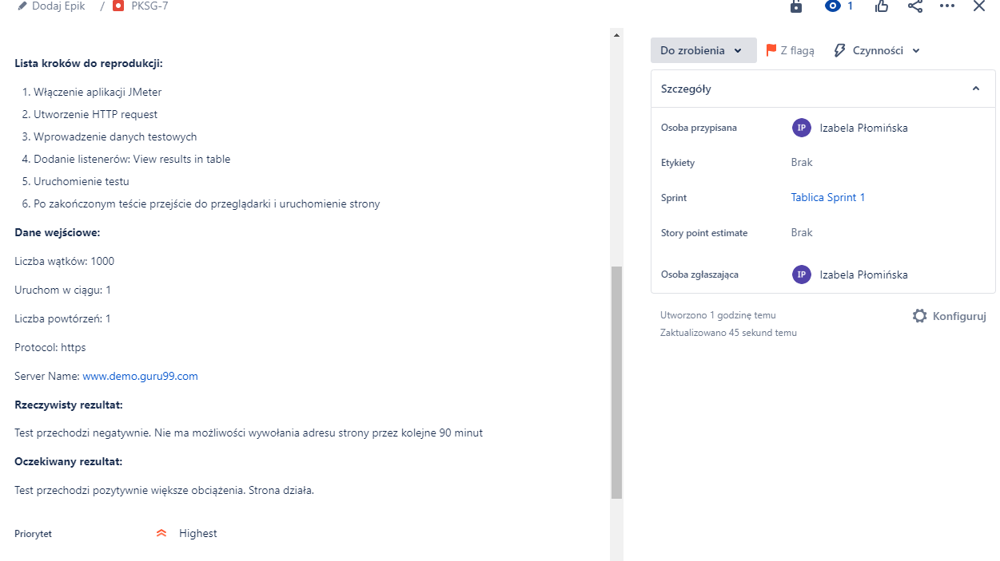 Dodaj Epik / PKSG-7
1
Lista kroków do reprodukcji:
1. Włączenie aplikacji JMeter
2. Utworzenie HTTP request
3. Wprowadzenie danych testowych
4. Dodanie listenerów: View results in table
5. Uruchomienie testu
6. Po zakończonym teście przejście do przeglądarki i uruchomienie strony
Dane wejściowe:
Liczba wątków: 1000
Uruchom w ciągu: 1
Liczba powtórzeń: 1
Protocol: https
Server Name: www.demo.guru99.com
Rzeczywisty rezultat:
Test przechodzi negatywnie. Nie ma możliwości wywołania adresu strony przez kolejne 90 minut
Oczekiwany rezultat:
Test przechodzi pozytywnie większe obciążenia. Strona działa.
Priorytet Highest
Do zrobienia Z flagą Czynności
Szczegóły
Osoba przypisana IP Izabela Płomińska
Etykiety Brak
Sprint Tablica Sprint 1
Story point estimate Brak
Osoba zgłaszająca IP Izabela Płomińska
Utworzono 1 godzinę temu
Konfiguruj
Zaktualizowano 45 sekund temu